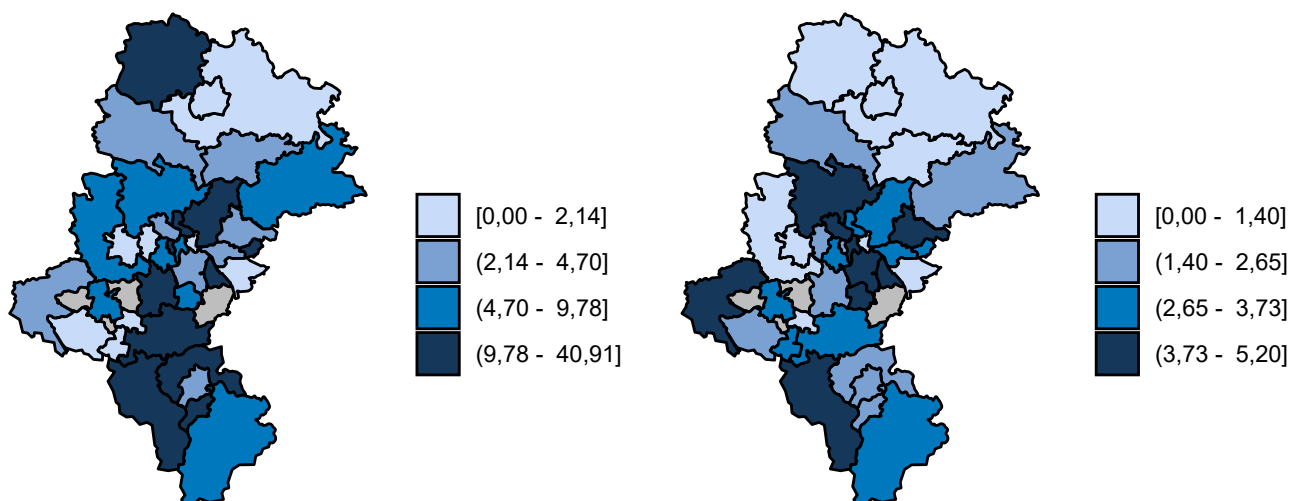 [0,00 - 2,14]
(2,14 - 4,70]
(4,70 - 9,78]
(9,78 - 40,91]
[0,00 - 1,40]
(1,40 - 2,65]
(2,65 - 3,73]
(3,73 - 5,20]